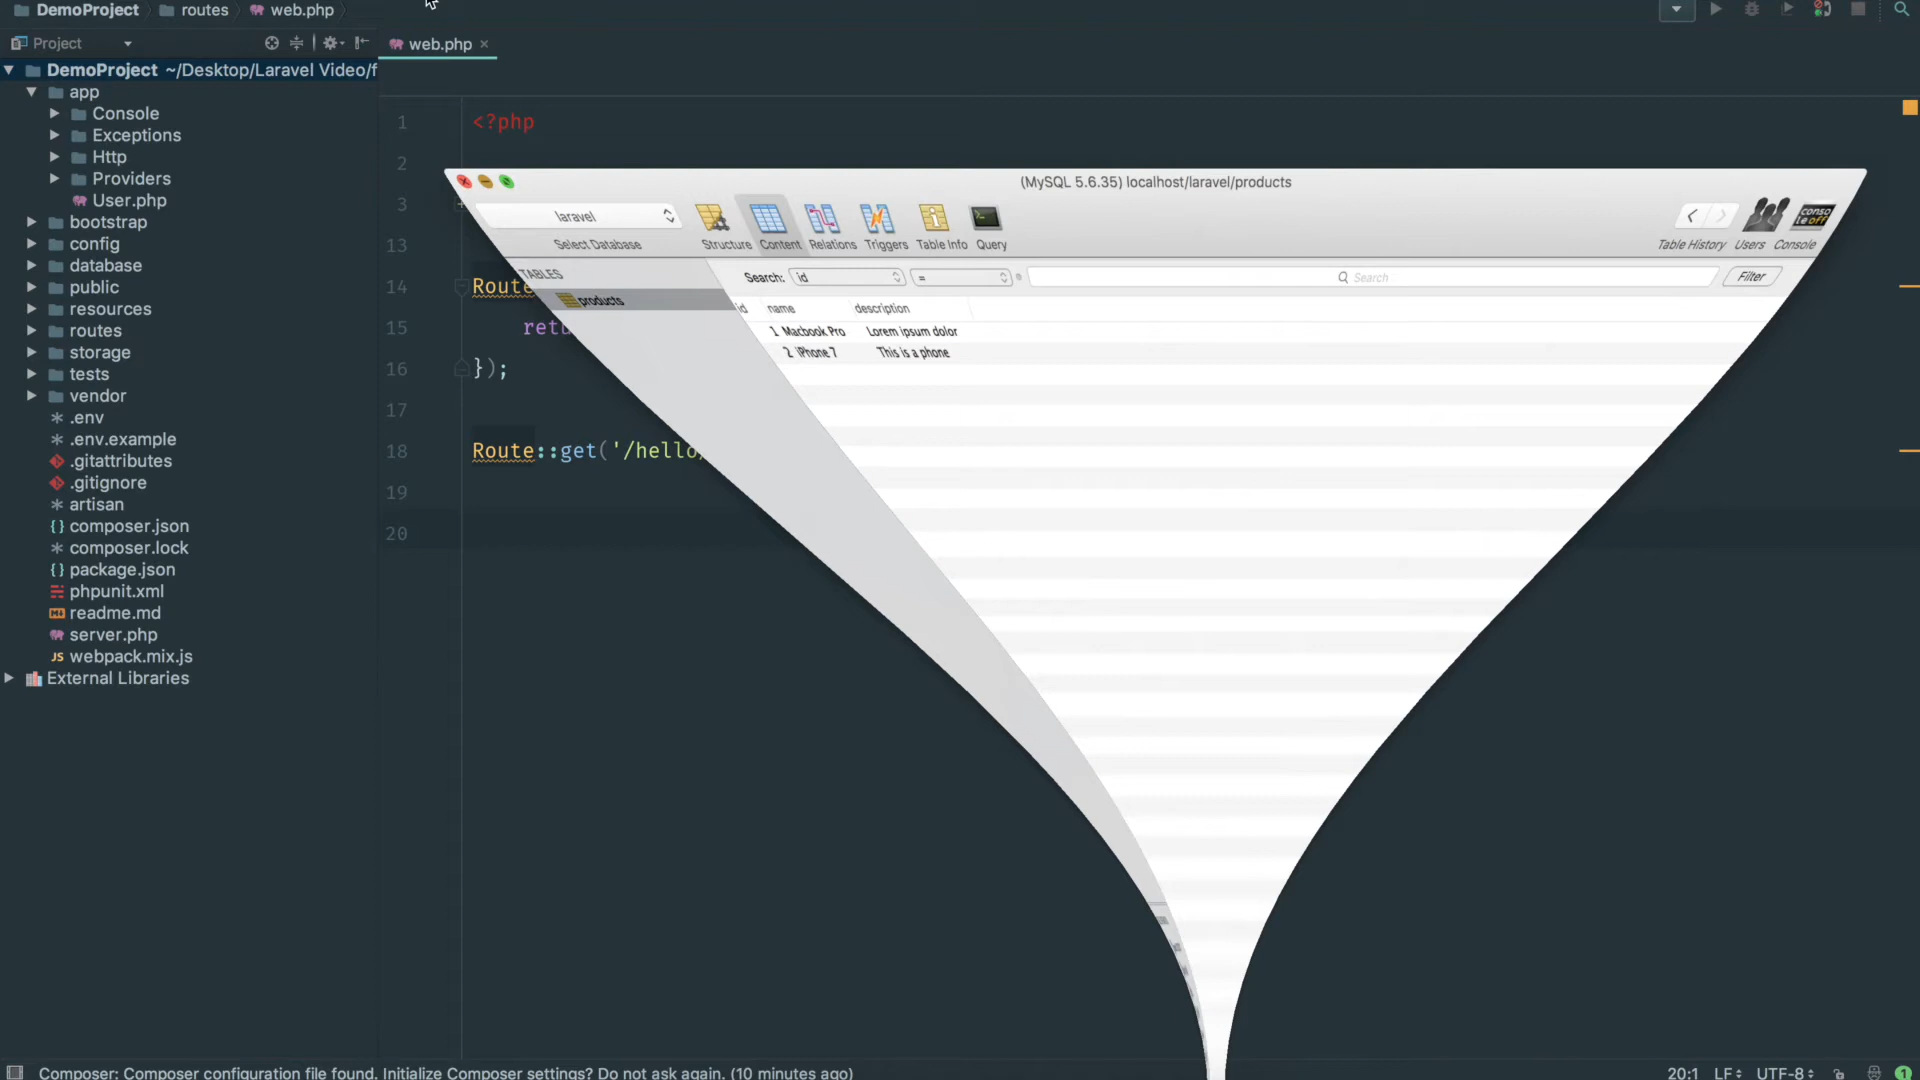 DemoProject routes web.php
Project
web.php
DemoProject ~/Desktop/Laravel Video/f
app
Console
Exceptions
Http
Providers
User.php
bootstrap
config
database
public
resources
routes
storage
tests
vendor
.env
.env.example
.gitattributes
.gitignore
artisan
composer.json
composer.lock
package.json
phpunit.xml
readme.md
server.php
webpack.mix.js
External Libraries
1 <?php
2
3
13
14 Route
15 retu
16 });
17
18 Route::get('/hello
19
20
(MySQL 5.6.35) localhost/laravel/products
laravel
Select Database
Structure Content Relations Triggers Table Info Query
Table History Users Console
conso
le off
TABLES
products
Search: id = Search Filter
id name description
1 Macbook Pro Lorem ipsum dolor
2 iPhone 7 This is a phone
Composer: Composer configuration file found. Initialize Composer settings? Do not ask again. (10 minutes ago)
20:1 LF UTF-8 1